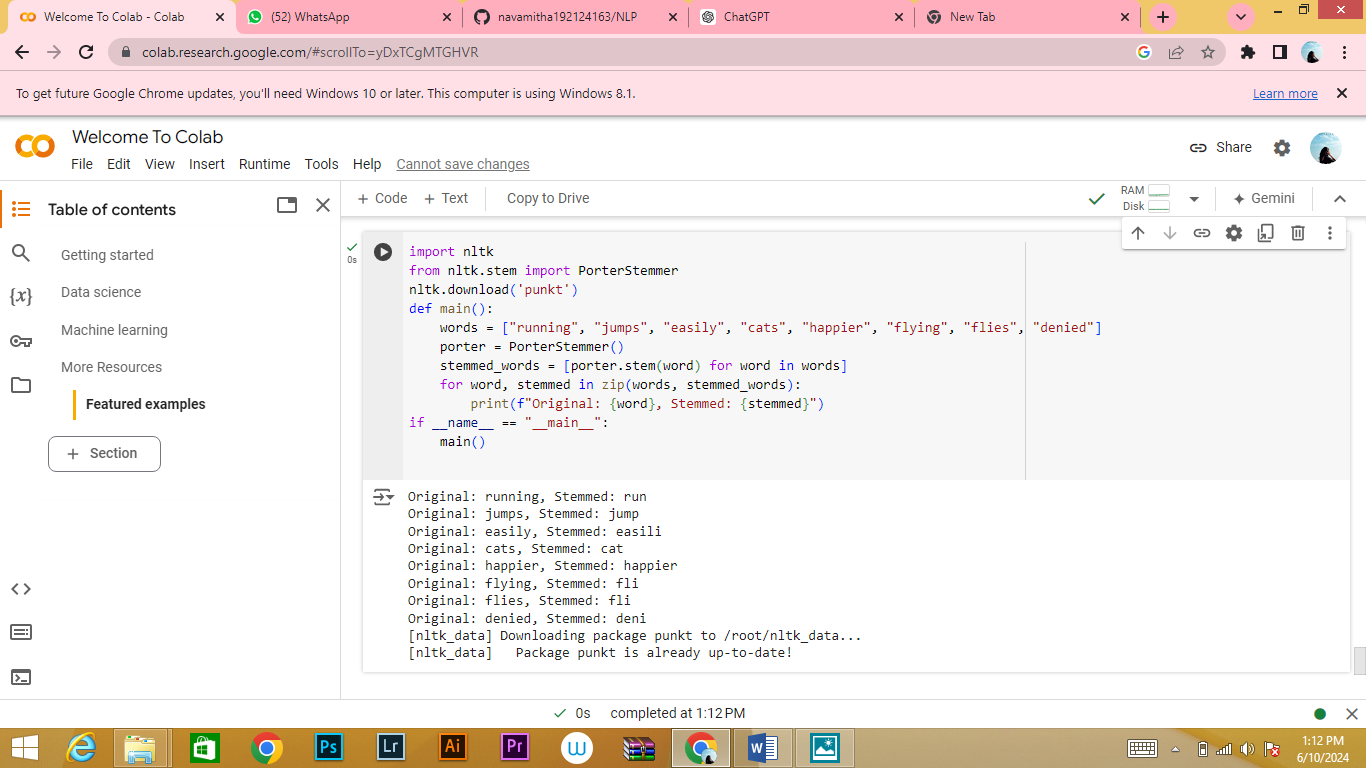 Welcome To Colab - Colab
(52) WhatsApp
navamitha192124163/NLP
ChatGPT
New Tab
colab.research.google.com/#scrollTo=yDxTCgMTGHVR
To get future Google Chrome updates, you'll need Windows 10 or later. This computer is using Windows 8.1.
Learn more
Welcome To Colab
File Edit View Insert Runtime Tools Help Cannot save changes
Share
Table of contents
+ Code + Text Copy to Drive
RAM
Disk
Gemini
Getting started
Data science
Machine learning
More Resources
Featured examples
+ Section
0s
import nltk
from nltk.stem import PorterStemmer
nltk.download('punkt')
def main():
    words = ["running", "jumps", "easily", "cats", "happier", "flying", "flies", "denied"]
    porter = PorterStemmer()
    stemmed_words = [porter.stem(word) for word in words]
    for word, stemmed in zip(words, stemmed_words):
        print(f"Original: {word}, Stemmed: {stemmed}")
if __name__ == "__main__":
    main()
Original: running, Stemmed: run
Original: jumps, Stemmed: jump
Original: easily, Stemmed: easili
Original: cats, Stemmed: cat
Original: happier, Stemmed: happier
Original: flying, Stemmed: fli
Original: flies, Stemmed: fli
Original: denied, Stemmed: deni
[nltk_data] Downloading package punkt to /root/nltk_data...
[nltk_data]   Package punkt is already up-to-date!
0s completed at 1:12 PM
Ps
Lr
Ai
Pr
W
W
1:12 PM
6/10/2024